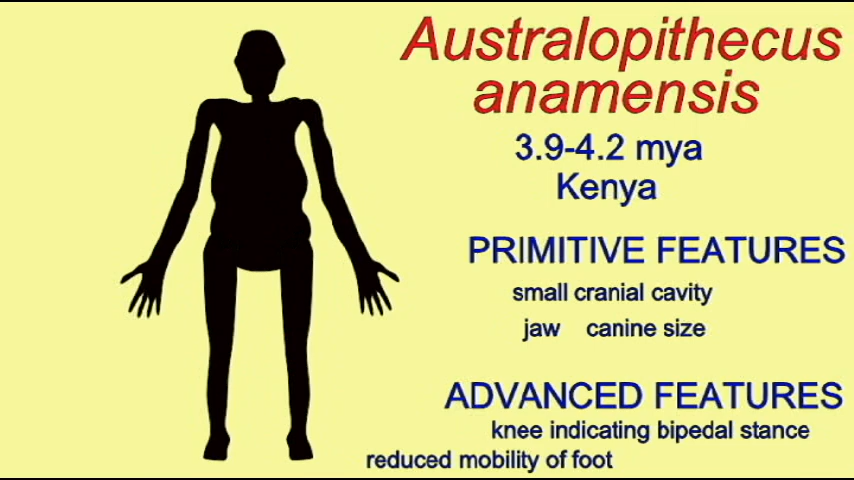 Australopithecus
anamensis
3.9-4.2 mya
Kenya
PRIMITIVE FEATURES
small cranial cavity
jaw canine size
ADVANCED FEATURES
knee indicating bipedal stance
reduced mobility of foot